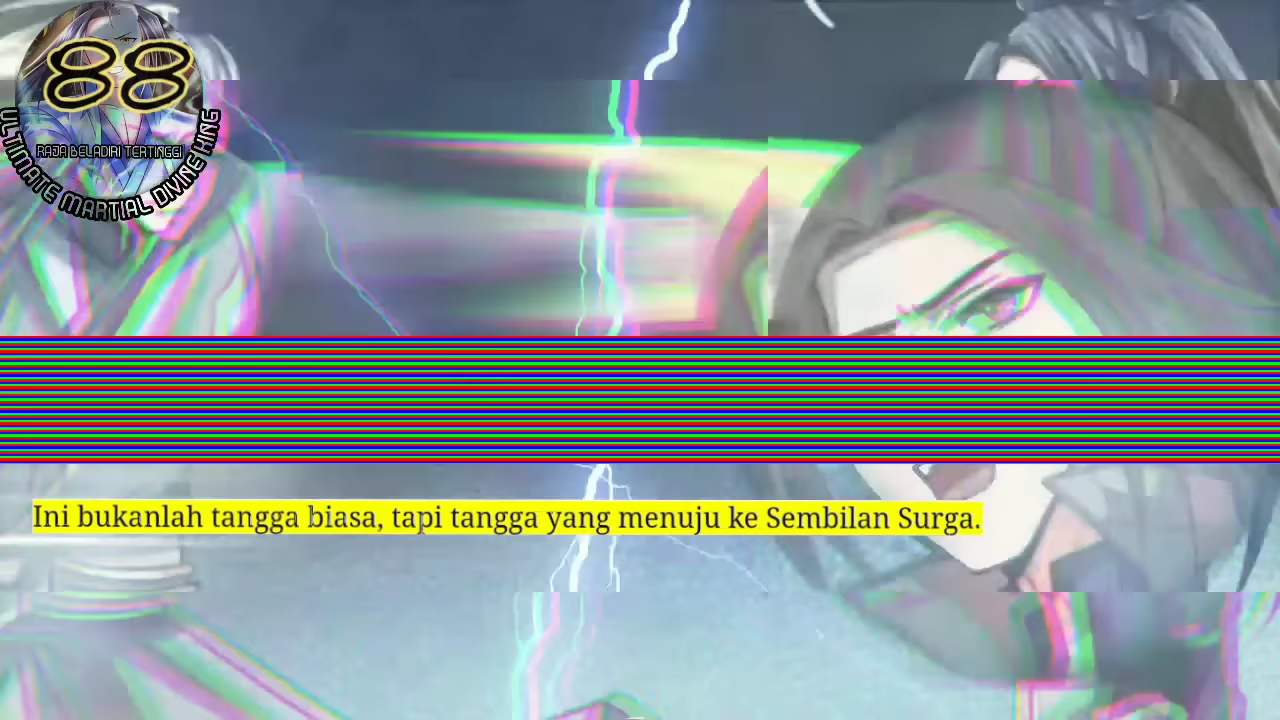 88
RAJA BELADIRI TERTINGGI
ULTIMATE MARTIAL DIVINE KING
Ini bukanlah tangga biasa, tapi tangga yang menuju ke Sembilan Surga.